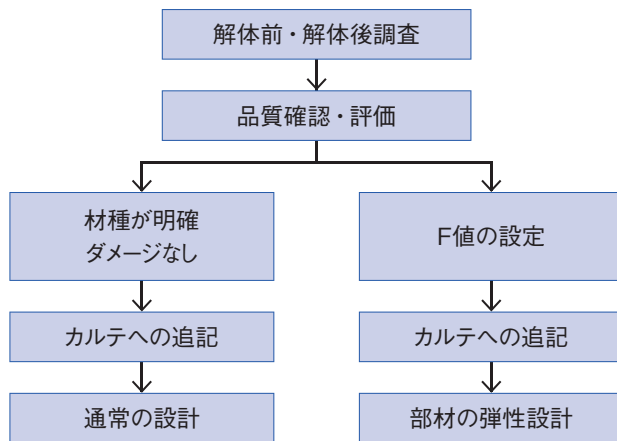 解体前・解体後調査
品質確認・評価
材種が明確
ダメージなし
F値の設定
カルテへの追記
カルテへの追記
通常の設計
部材の弾性設計